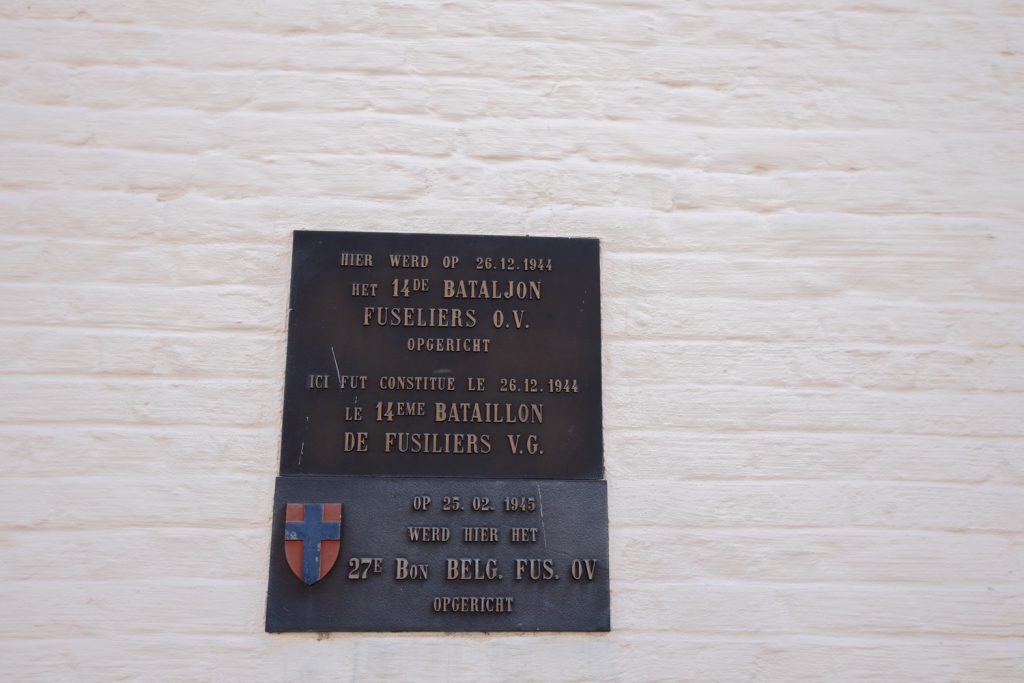 HIER WERD OP 26.12.1944
HET 14DE BATALJON
FUSELIERS O.V.
OPGERICHT
ICI FUT CONSTITUE LE 26.12.1944
LE 14EME BATAILLON
DE FUSILIERS V.G.
OP 25. 02. 1945
WERD HIER HET
27E BON BELG. FUS. OV
OPGERICHT